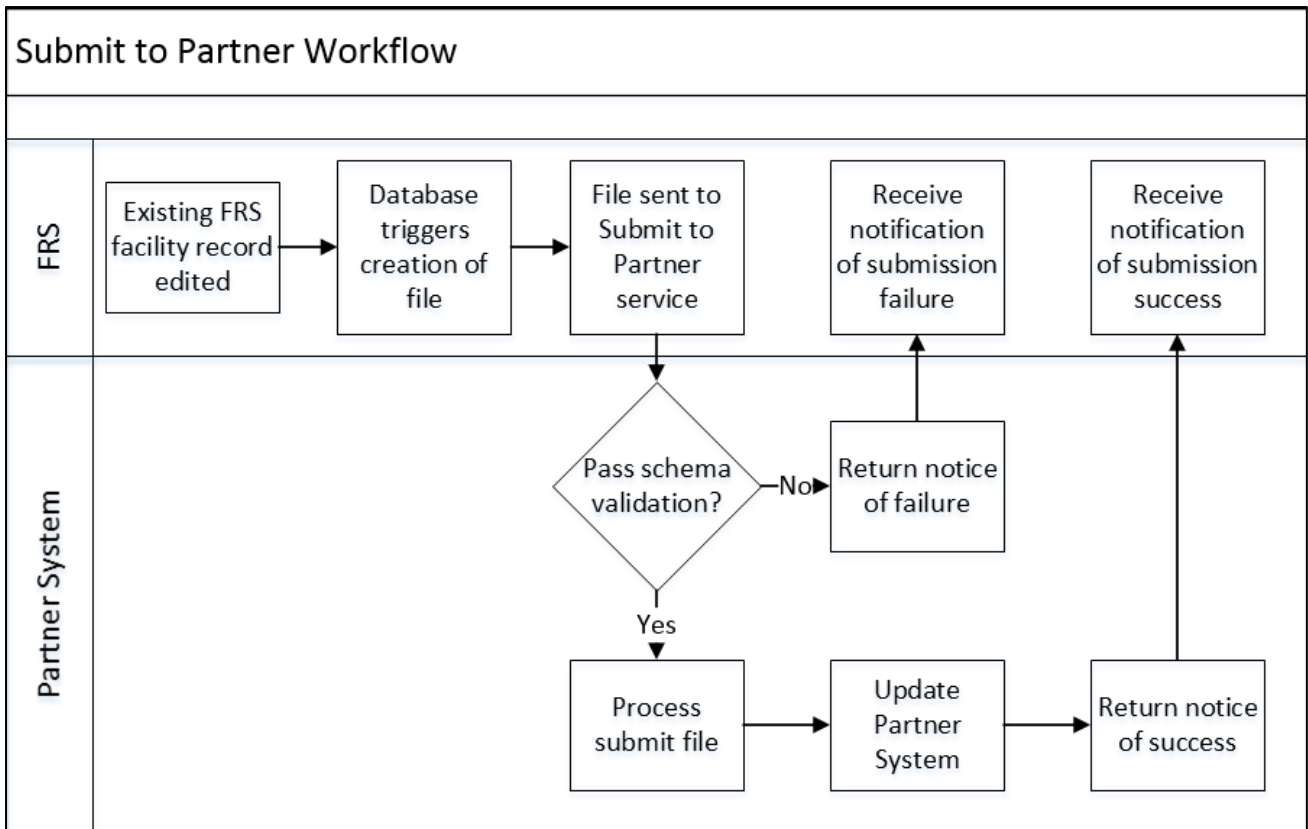 Submit to Partner Workflow
FRS
Existing FRS
facility record
edited
Database
triggers
creation of
file
File sent to
Submit to
Partner
service
Receive
notification
of submission
failure
Receive
notification
of submission
success
Partner System
Pass schema
validation?
No
Return notice
of failure
Yes
Process
submit file
Update
Partner
System
Return notice
of success